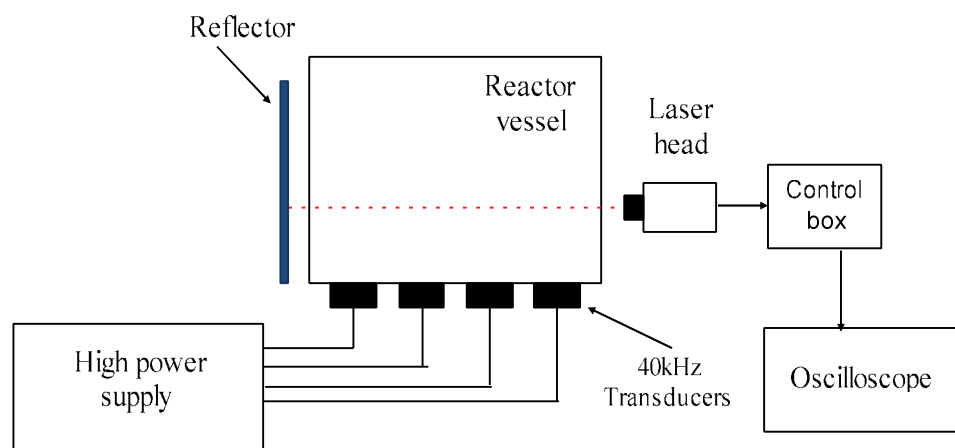 Reflector
Reactor
vessel
Laser
head
Control
box
High power
supply
40kHz
Transducers
Oscilloscope